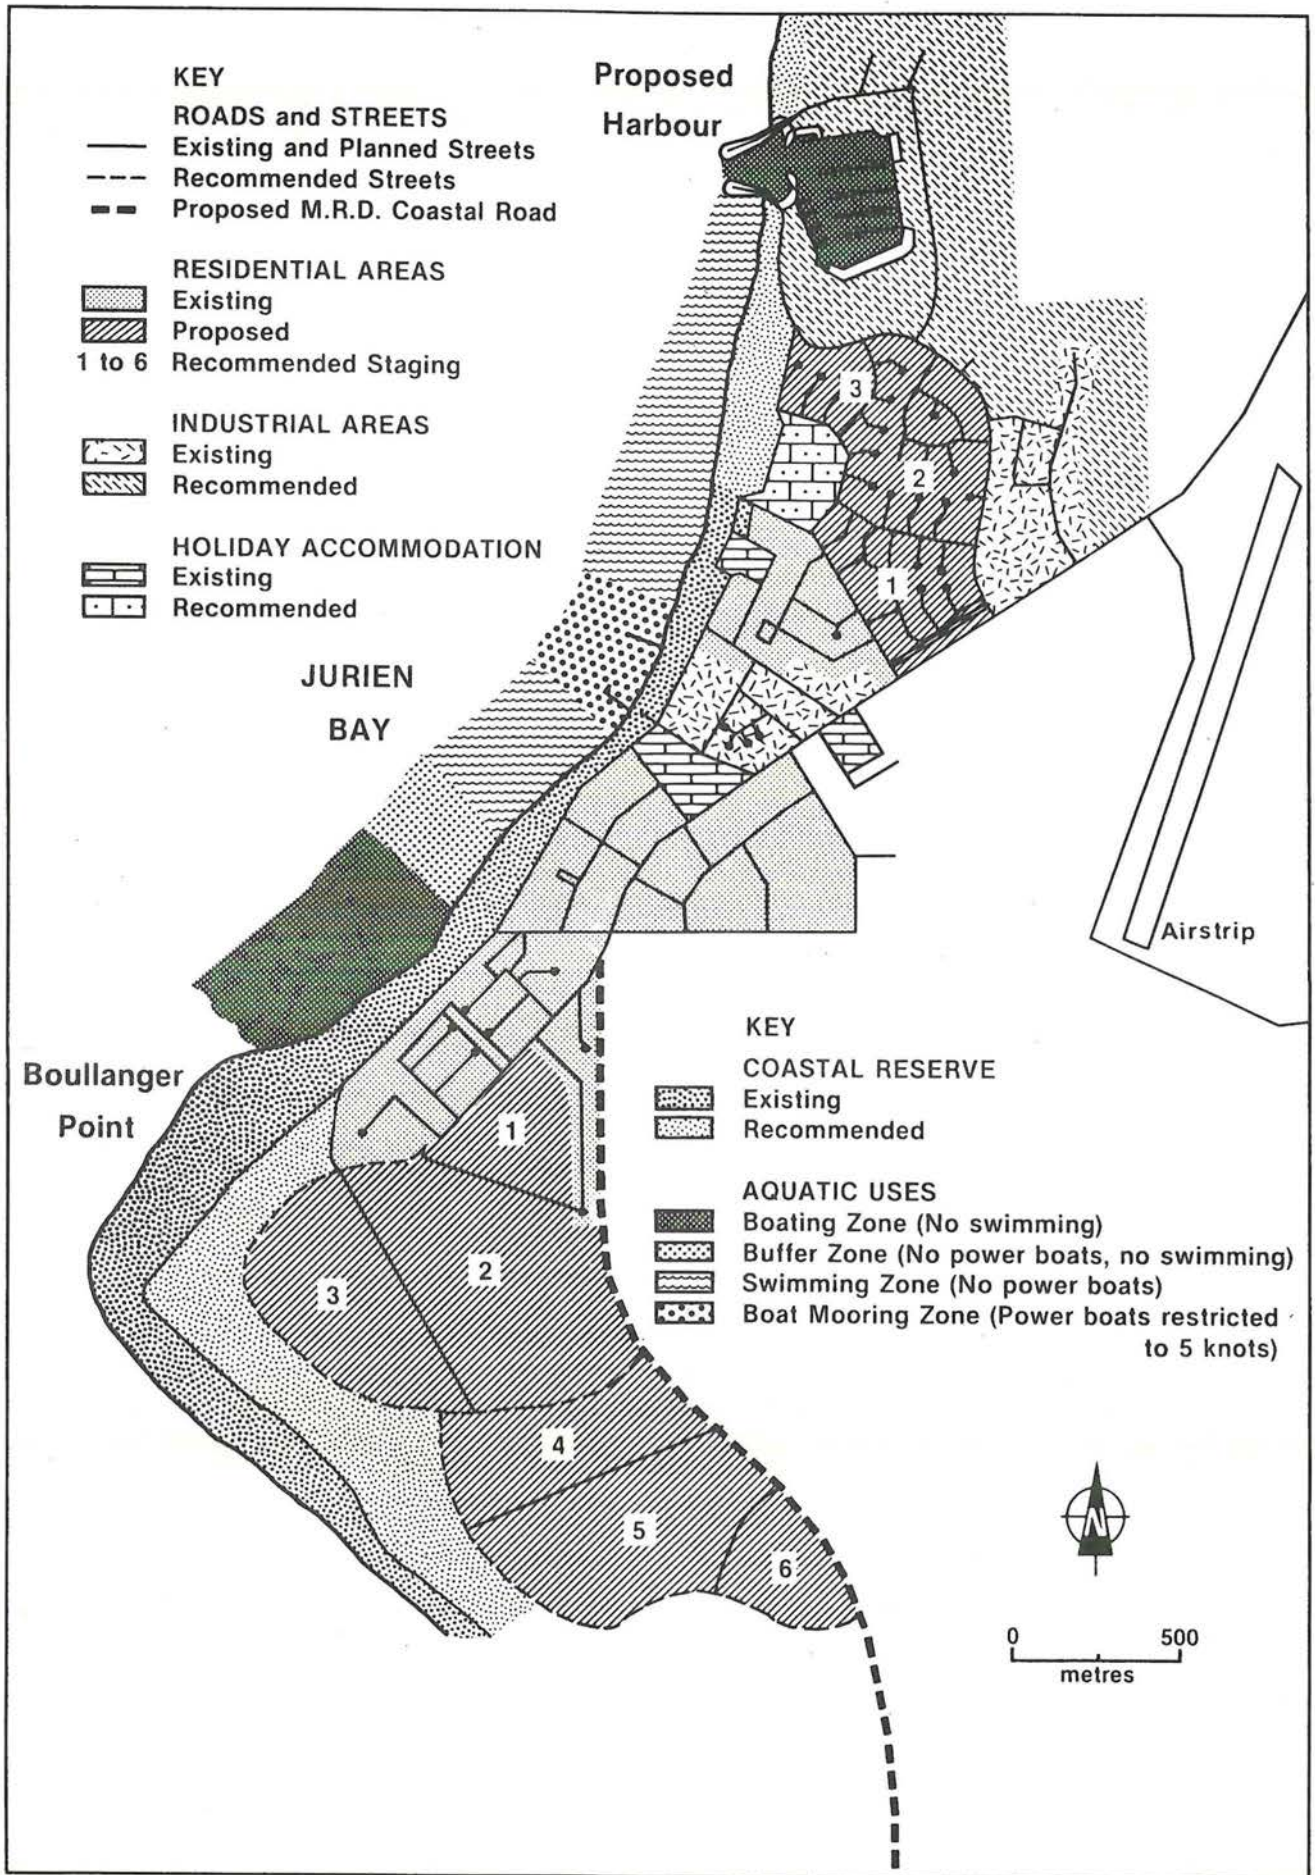 KEY
ROADS and STREETS
Existing and Planned Streets
Recommended Streets
Proposed M.R.D. Coastal Road
RESIDENTIAL AREAS
Existing
Proposed
1 to 6 Recommended Staging
INDUSTRIAL AREAS
Existing
Recommended
HOLIDAY ACCOMMODATION
Existing
Recommended
Proposed
Harbour
JURIEN
BAY
3
2
1
Airstrip
Boullanger
Point
1
2
3
4
5
6
KEY
COASTAL RESERVE
Existing
Recommended
AQUATIC USES
Boating Zone (No swimming)
Buffer Zone (No power boats, no swimming)
Swimming Zone (No power boats)
Boat Mooring Zone (Power boats restricted
to 5 knots)
N
0 500
metres